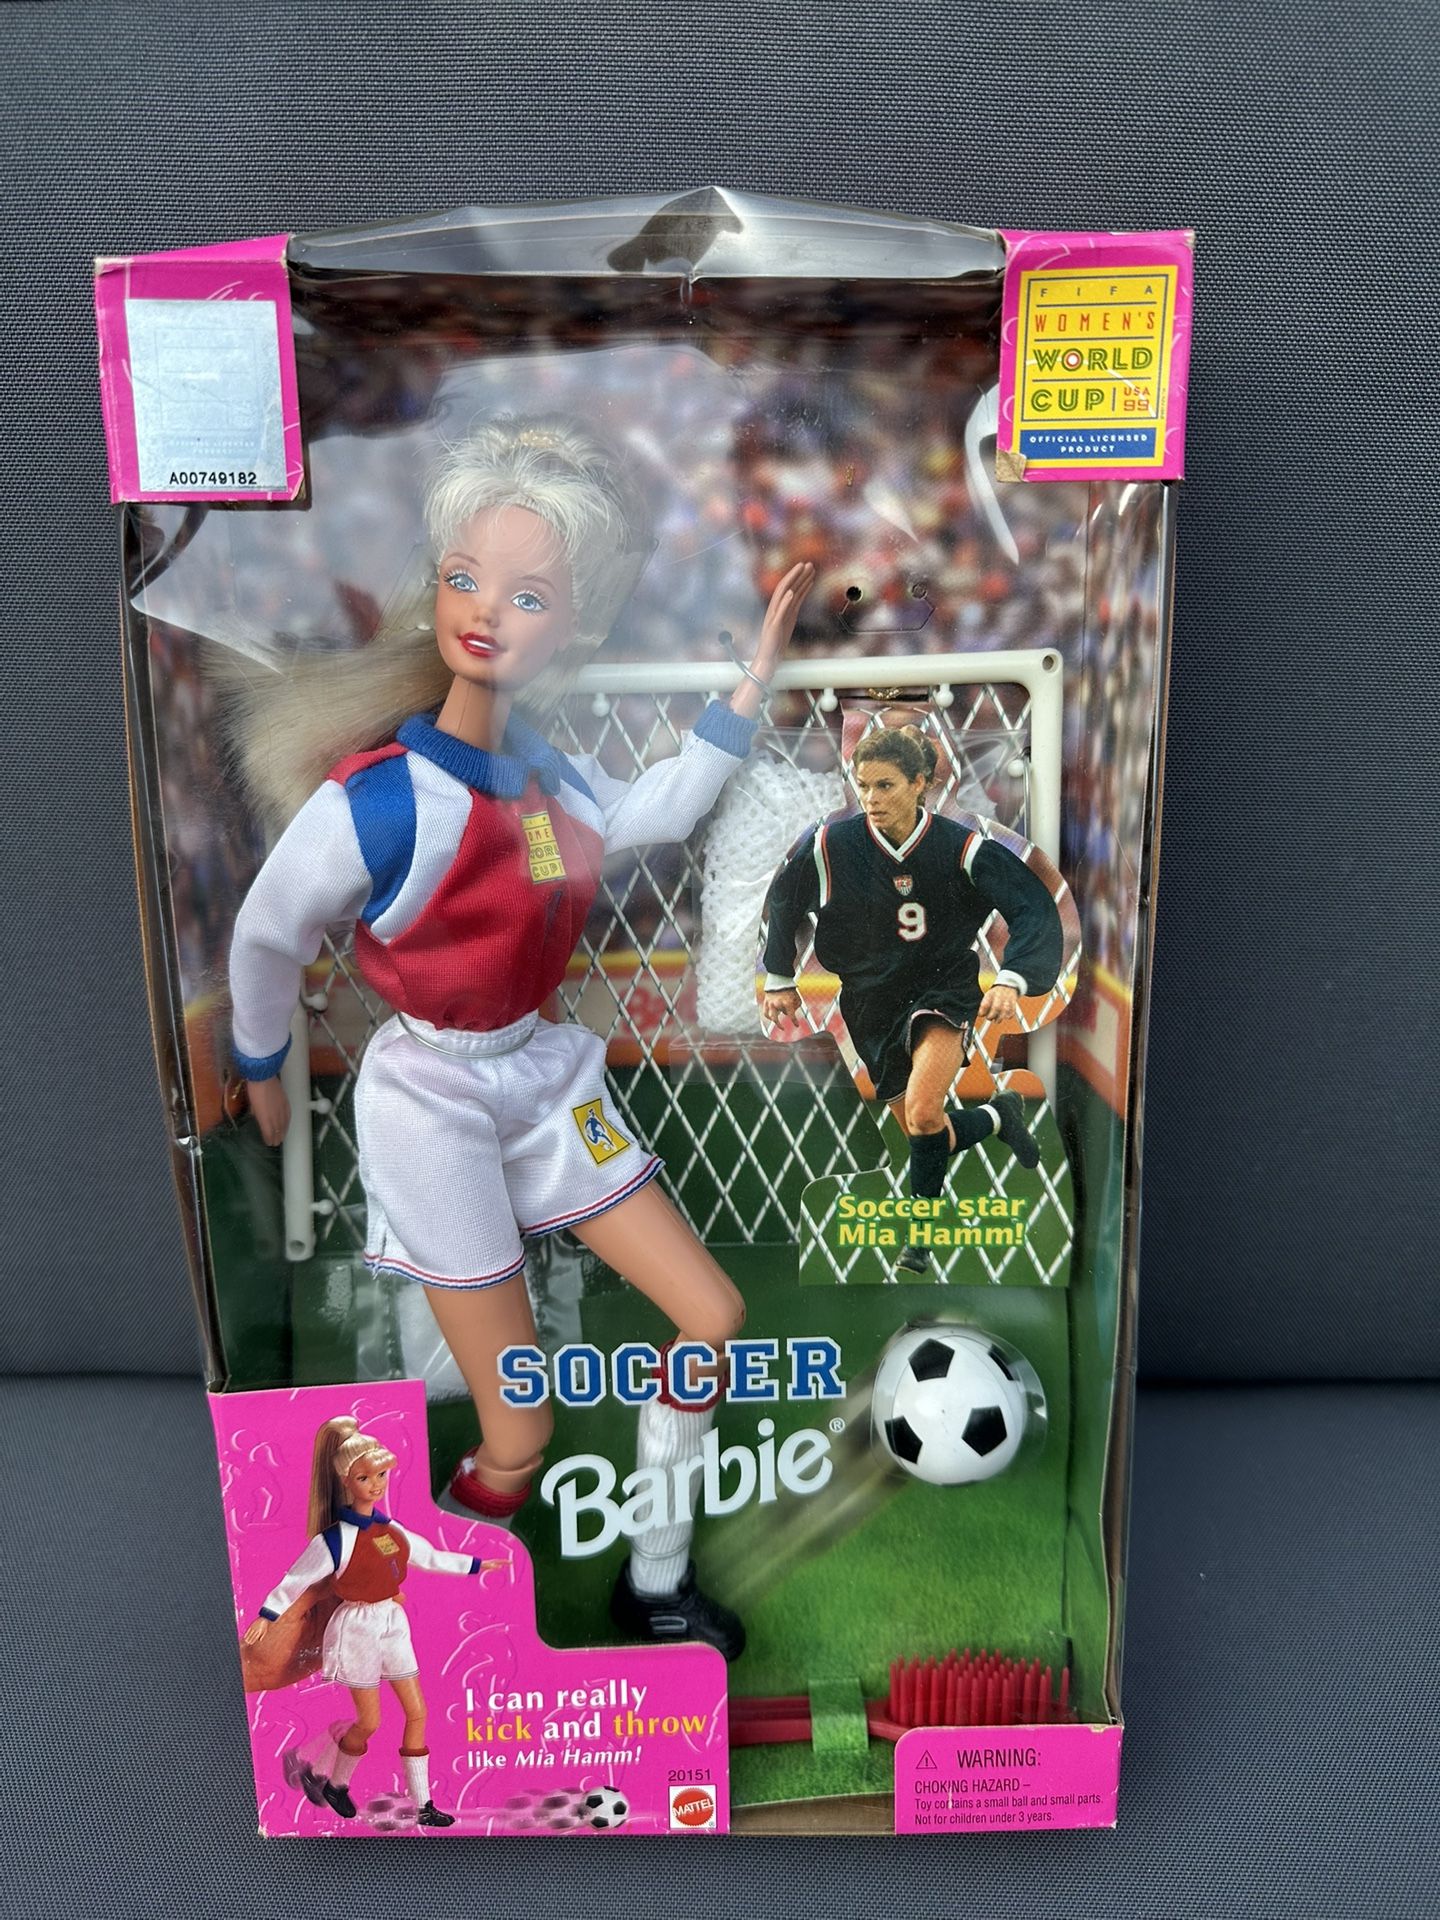 A00749182
FIFA
WOMEN'S
WORLD
CUP USA
99
OFFICIAL LICENSED
PRODUCT
WORL
CUP
9
Soccer star
Mia Hamm!
SOCCER
Barbie®
I can really
kick and throw
like Mia Hamm!
20151
MATTEL
⚠ WARNING:
CHOKING HAZARD –
Toy contains a small ball and small parts.
Not for children under 3 years.